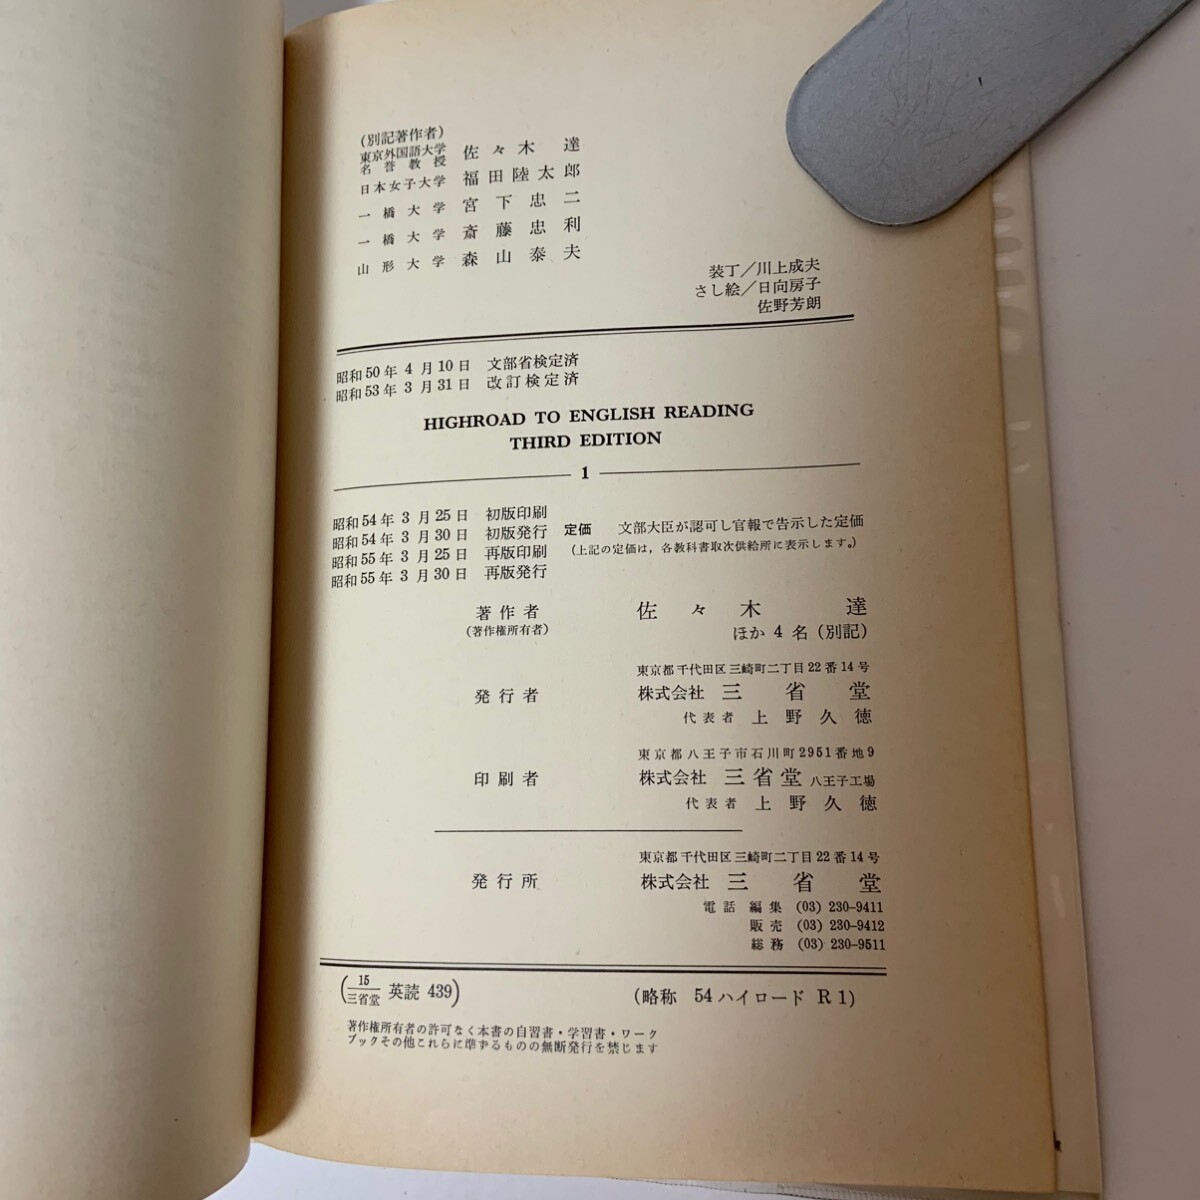 (別記著作者)
東京外国語大学
名誉教授 佐々木 達
日本女子大学 福田陸太郎
一橋大学 宮下忠二
一橋大学 斎藤忠利
山形大学 森山泰夫
装丁/川上成夫
さし絵/日向房子
佐野芳朗
昭和50年4月10日 文部省検定済
昭和53年3月31日 改訂検定済
HIGHROAD TO ENGLISH READING
THIRD EDITION
1
昭和54年3月25日 初版印刷
昭和54年3月30日 初版発行
昭和55年3月25日 再版印刷
昭和55年3月30日 再版発行
定価 文部大臣が認可し官報で告示した定価
(上記の定価は,各教科書取次供給所に表示します。)
著作者 佐々木 達
(著作権所有者) ほか4名(別記)
東京都千代田区三崎町二丁目22番14号
発行者 株式会社 三省堂
代表者 上野久徳
東京都八王子市石川町2951番地9
印刷者 株式会社 三省堂 八王子工場
代表者 上野久徳
東京都千代田区三崎町二丁目22番14号
発行所 株式会社 三省堂
電話 編集 (03) 230-9411
販売 (03) 230-9412
総務 (03) 230-9511
(15/三省堂 英読 439)
(略称 54ハイロード R1)
著作権所有者の許可なく本書の自習書・学習書・ワーク
ブックその他これらに準ずるものの無断発行を禁じます